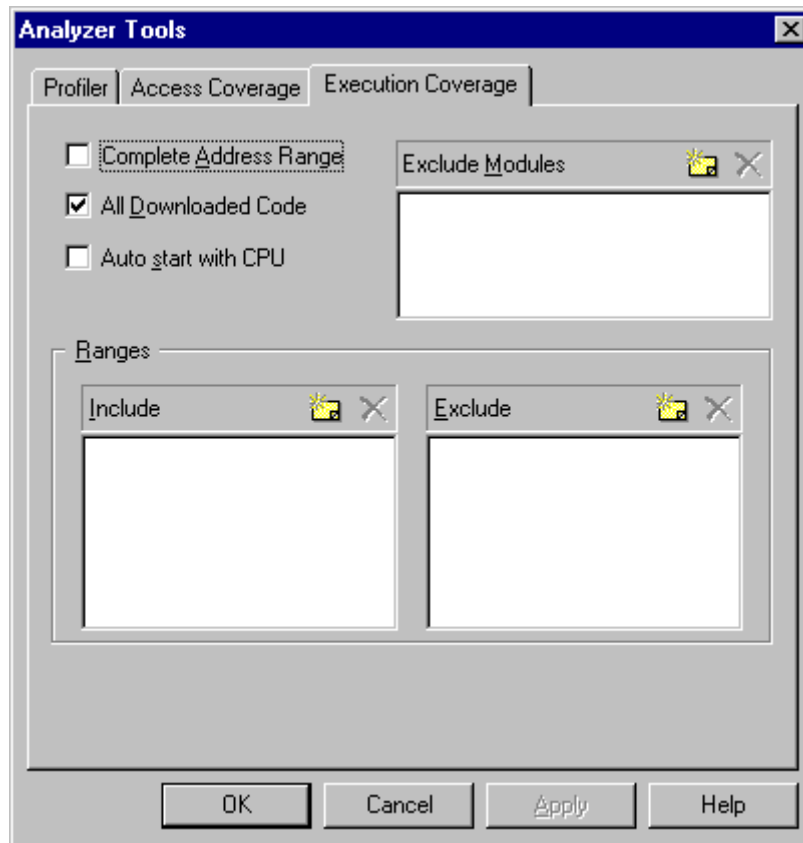 Analyzer Tools
Profiler Access Coverage Execution Coverage
Complete Address Range
All Downloaded Code
Auto start with CPU
Exclude Modules
Ranges
Include
Exclude
OK Cancel Apply Help